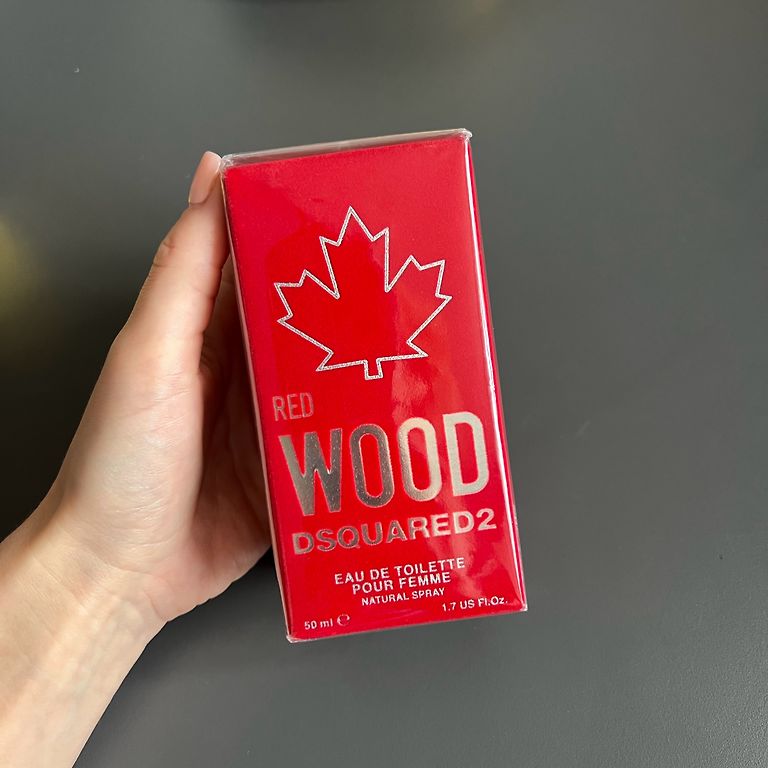 RED
WOOD
DSQUARED2
EAU DE TOILETTE
POUR FEMME
NATURAL SPRAY
50 ml ℮ 1.7 US Fl.Oz.